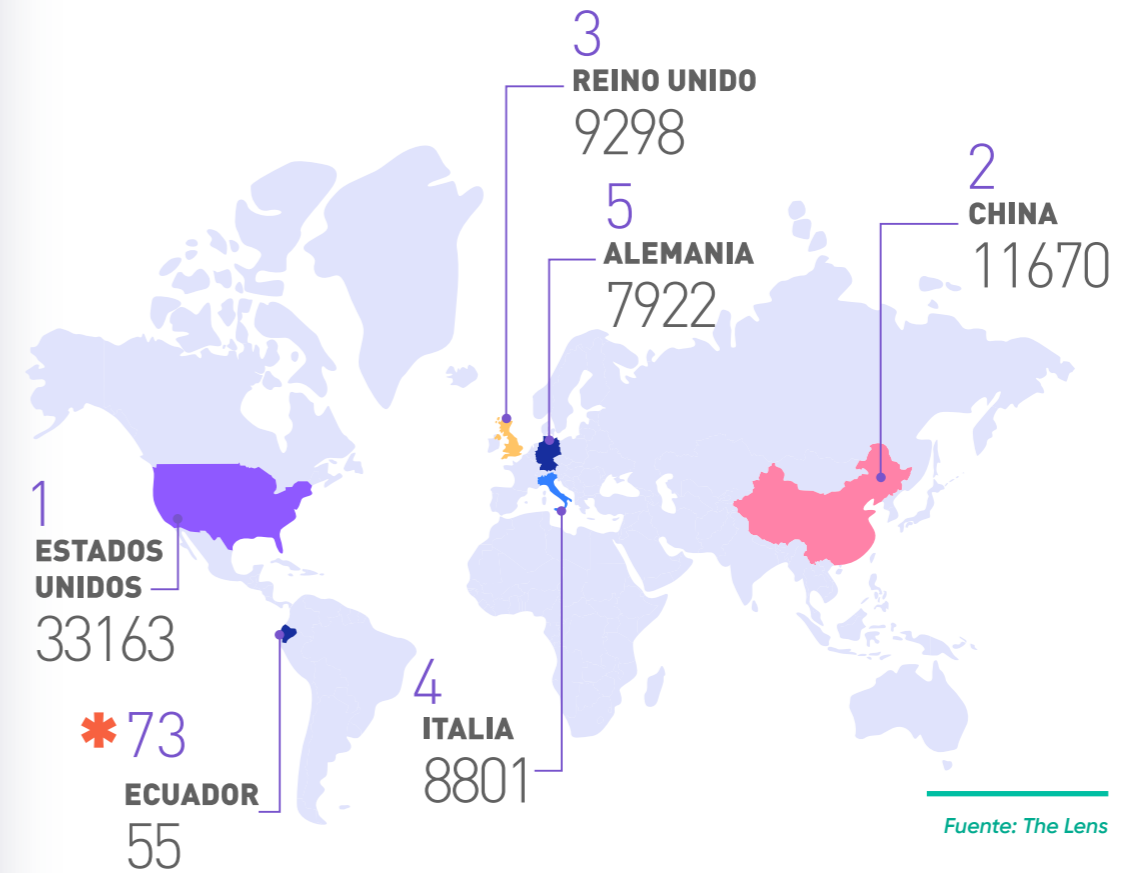 3
REINO UNIDO
9298
5
ALEMANIA
7922
2
CHINA
11670
1
ESTADOS
UNIDOS
33163
* 73
ECUADOR
55
4
ITALIA
8801
Fuente: The Lens